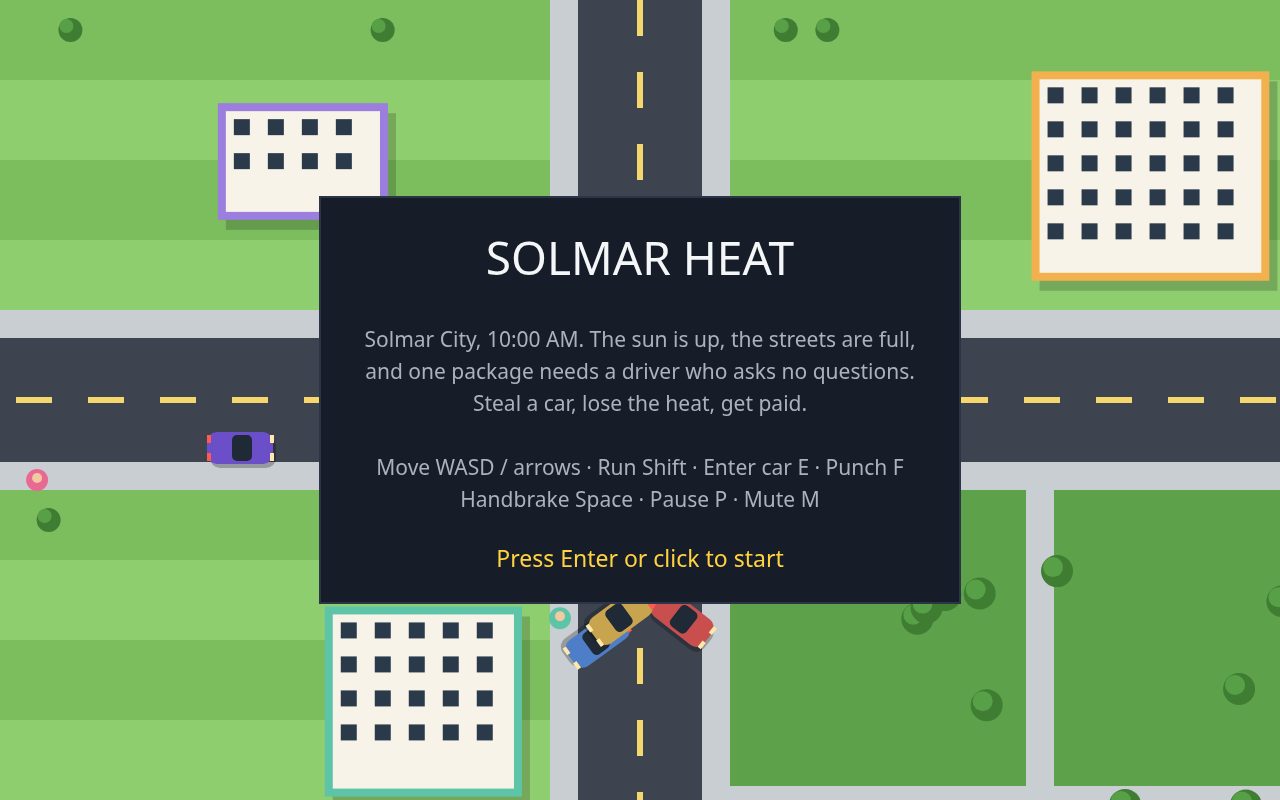 SOLMAR HEAT
Solmar City, 10:00 AM. The sun is up, the streets are full,
and one package needs a driver who asks no questions.
Steal a car, lose the heat, get paid.
Move WASD / arrows · Run Shift · Enter car E · Punch F
Handbrake Space · Pause P · Mute M
Press Enter or click to start